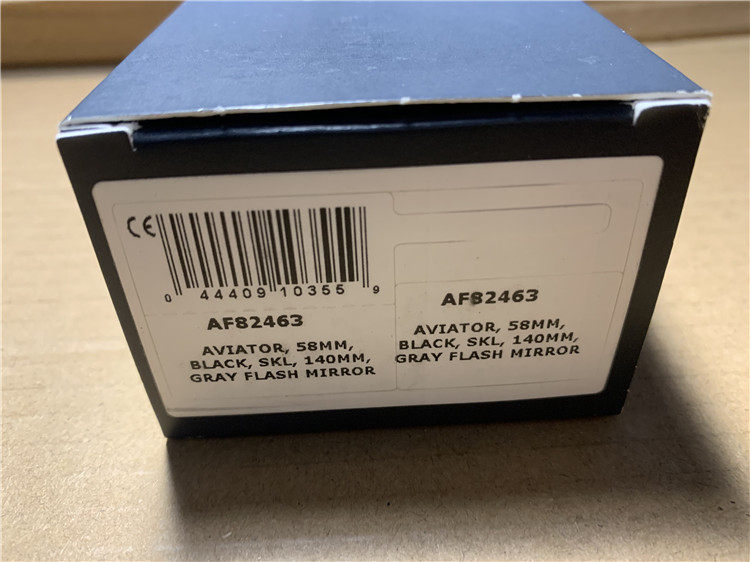 CE
0 44409 10355 9
AF82463
AVIATOR, 58MM,
BLACK, SKL, 140MM,
GRAY FLASH MIRROR
AF82463
AVIATOR, 58MM,
BLACK, SKL, 140MM,
GRAY FLASH MIRROR